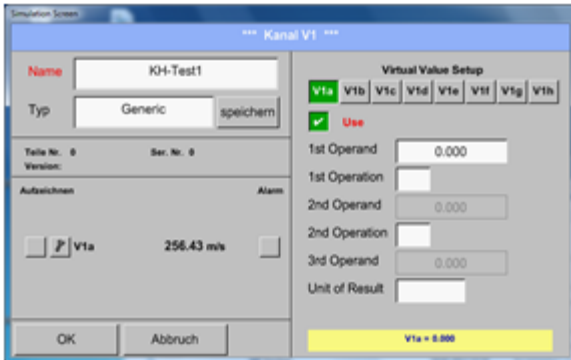 Simulation Screen
*** Kanal V1 ***
Name KH-Test1
Typ Generic speichern
Teile Nr. 0 Ser. Nr. 0
Version:
Aufzeichnen Alarm
V1a 256.43 m/s
OK Abbruch
Virtual Value Setup
V1a V1b V1c V1d V1e V1f V1g V1h
Use
1st Operand 0.000
1st Operation
2nd Operand 0.000
2nd Operation
3rd Operand 0.000
Unit of Result
V1a = 0.000